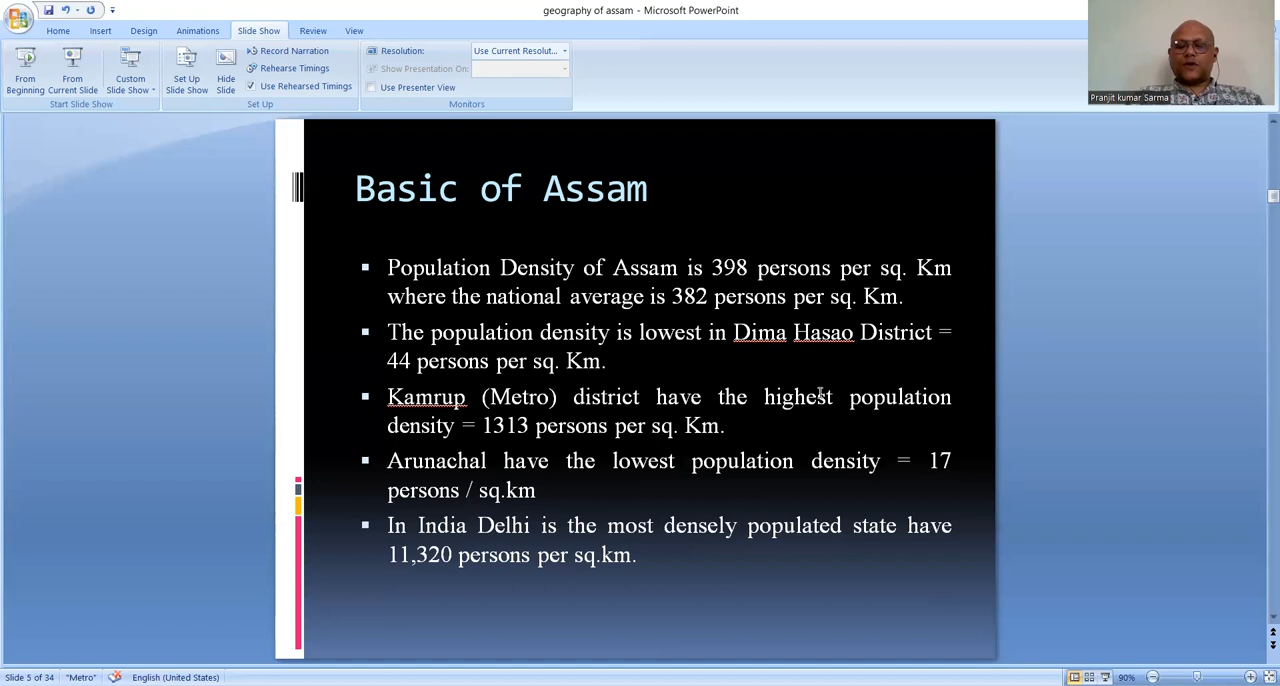 geography of assam - Microsoft PowerPoint
Home Insert Design Animations Slide Show Review View
From Beginning
From Current Slide
Custom Slide Show
Set Up Slide Show
Hide Slide
Record Narration
Rehearse Timings
Use Rehearsed Timings
Resolution: Use Current Resolut...
Show Presentation On:
Use Presenter View
Start Slide Show Set Up Monitors
Pranjit kumar Sarma
Basic of Assam
Population Density of Assam is 398 persons per sq. Km
where the national average is 382 persons per sq. Km.
The population density is lowest in Dima Hasao District =
44 persons per sq. Km.
Kamrup (Metro) district have the highest population
density = 1313 persons per sq. Km.
Arunachal have the lowest population density = 17
persons / sq.km
In India Delhi is the most densely populated state have
11,320 persons per sq.km.
Slide 5 of 34 "Metro" English (United States) 90%